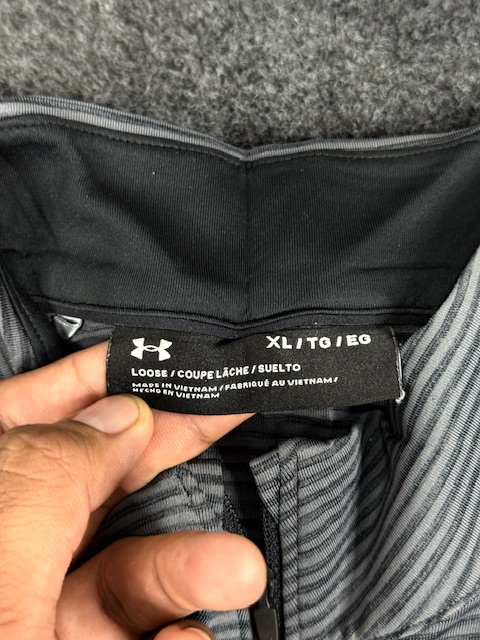 XL / TG / EG
LOOSE / COUPE LÂCHE / SUELTO
MADE IN VIETNAM / FABRIQUÉ AU VIETNAM /
HECHO EN VIETNAM